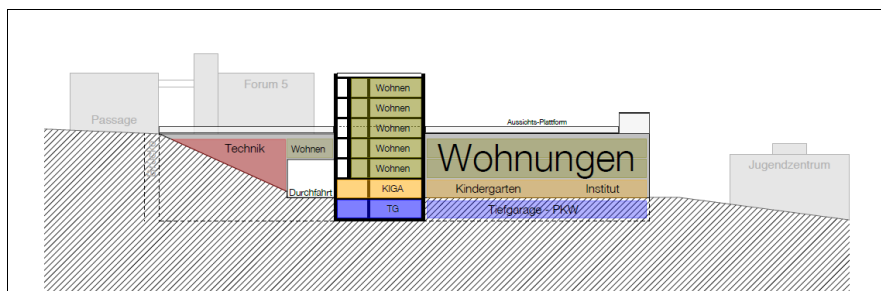 Forum 5
Passage
Wohnen
Wohnen
Wohnen
Wohnen
Wohnen
Aussichts-Plattform
Technik
Wohnen
Wohnungen
Jugendzentrum
Durchfahrt
KIGA
Kindergarten
Institut
TG
Tiefgarage - PKW